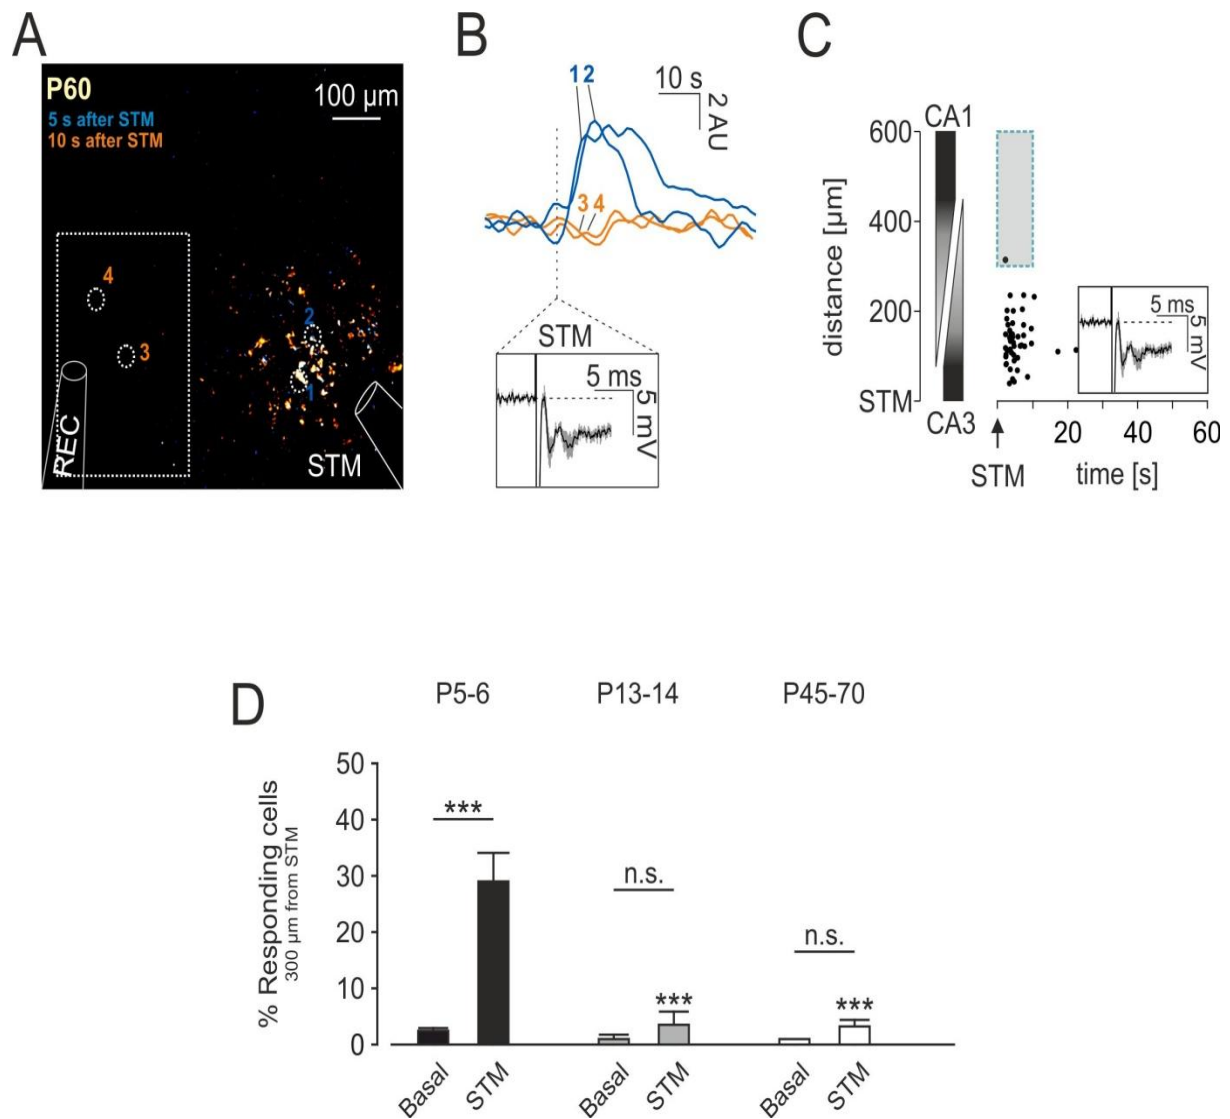 A
P60
5 s after STM
10 s after STM
100 µm
4
3
2
1
REC
STM
B
1 2
10 s
2 AU
3 4
STM
5 ms
5 mV
C
CA1
600
400
200
STM
distance [µm]
CA3
5 ms
5 mV
20
40
60
STM
time [s]
D
P5-6
P13-14
P45-70
50
40
30
20
10
0
% Responding cells
300 µm from STM
***
n.s.
n.s.
***
***
Basal
STM
Basal
STM
Basal
STM